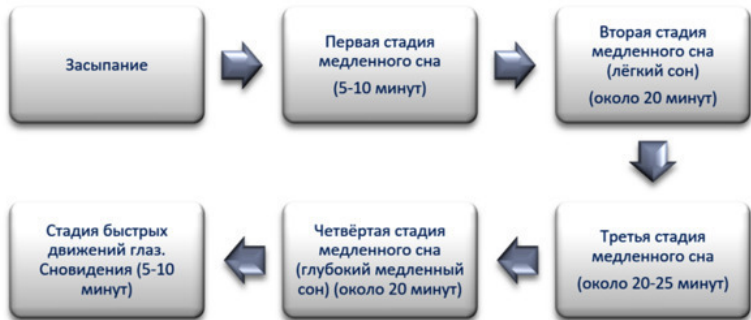 Засыпание
Первая стадия
медленного сна
(5-10 минут)
Вторая стадия
медленного сна
(лёгкий сон)
(около 20 минут)
Третья стадия
медленного сна
(около 20-25 минут)
Четвёртая стадия
медленного сна
(глубокий медленный
сон) (около 20 минут)
Стадия быстрых
движений глаз.
Сновидения (5-10
минут)